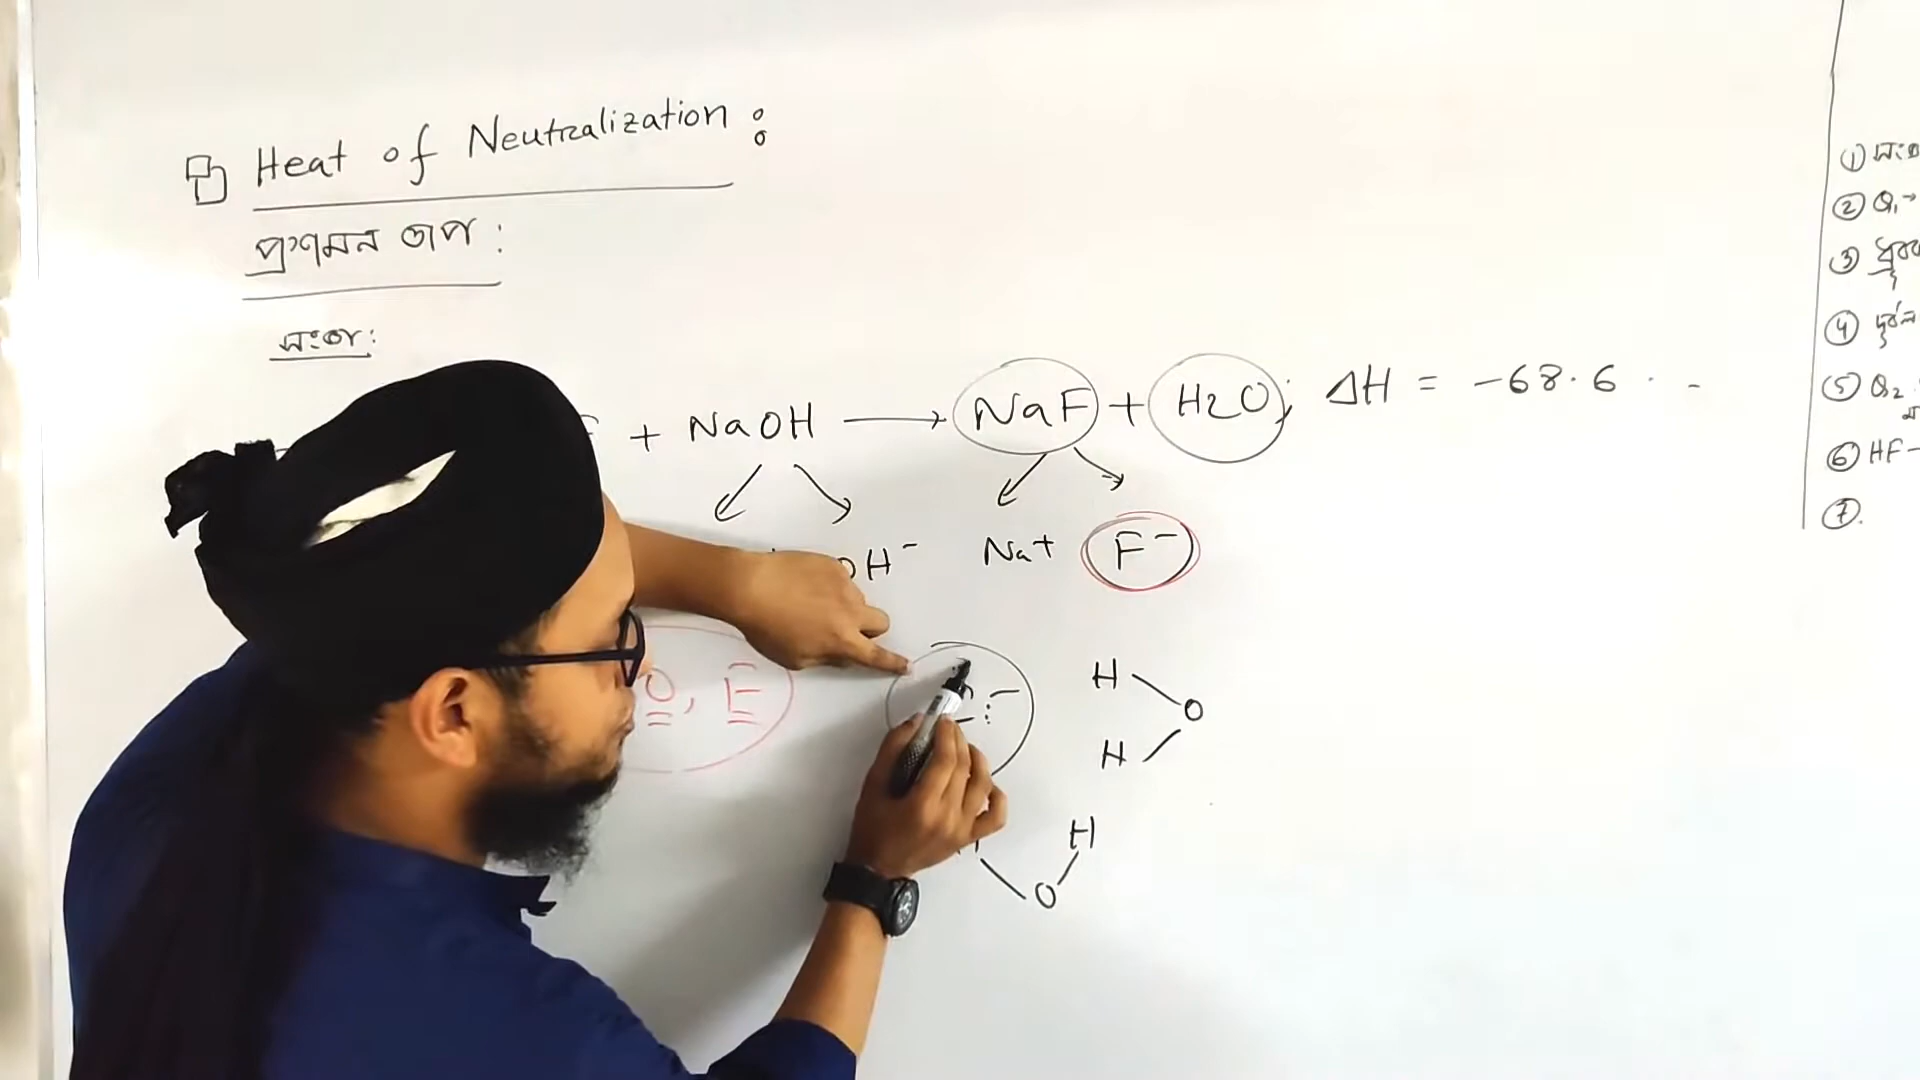 Heat of Neutralization :
প্রশমন তাপ :
সংজ্ঞা:
+ NaOH → NaF + H2O; ΔH = -68.6 . -
OH- Na+ F-
O, F
H
O
H
H
O
① সংজ্ঞ
② Q₁→
③
④ দুর্বল
⑤ Q₂
⑥ HF-
⑦.